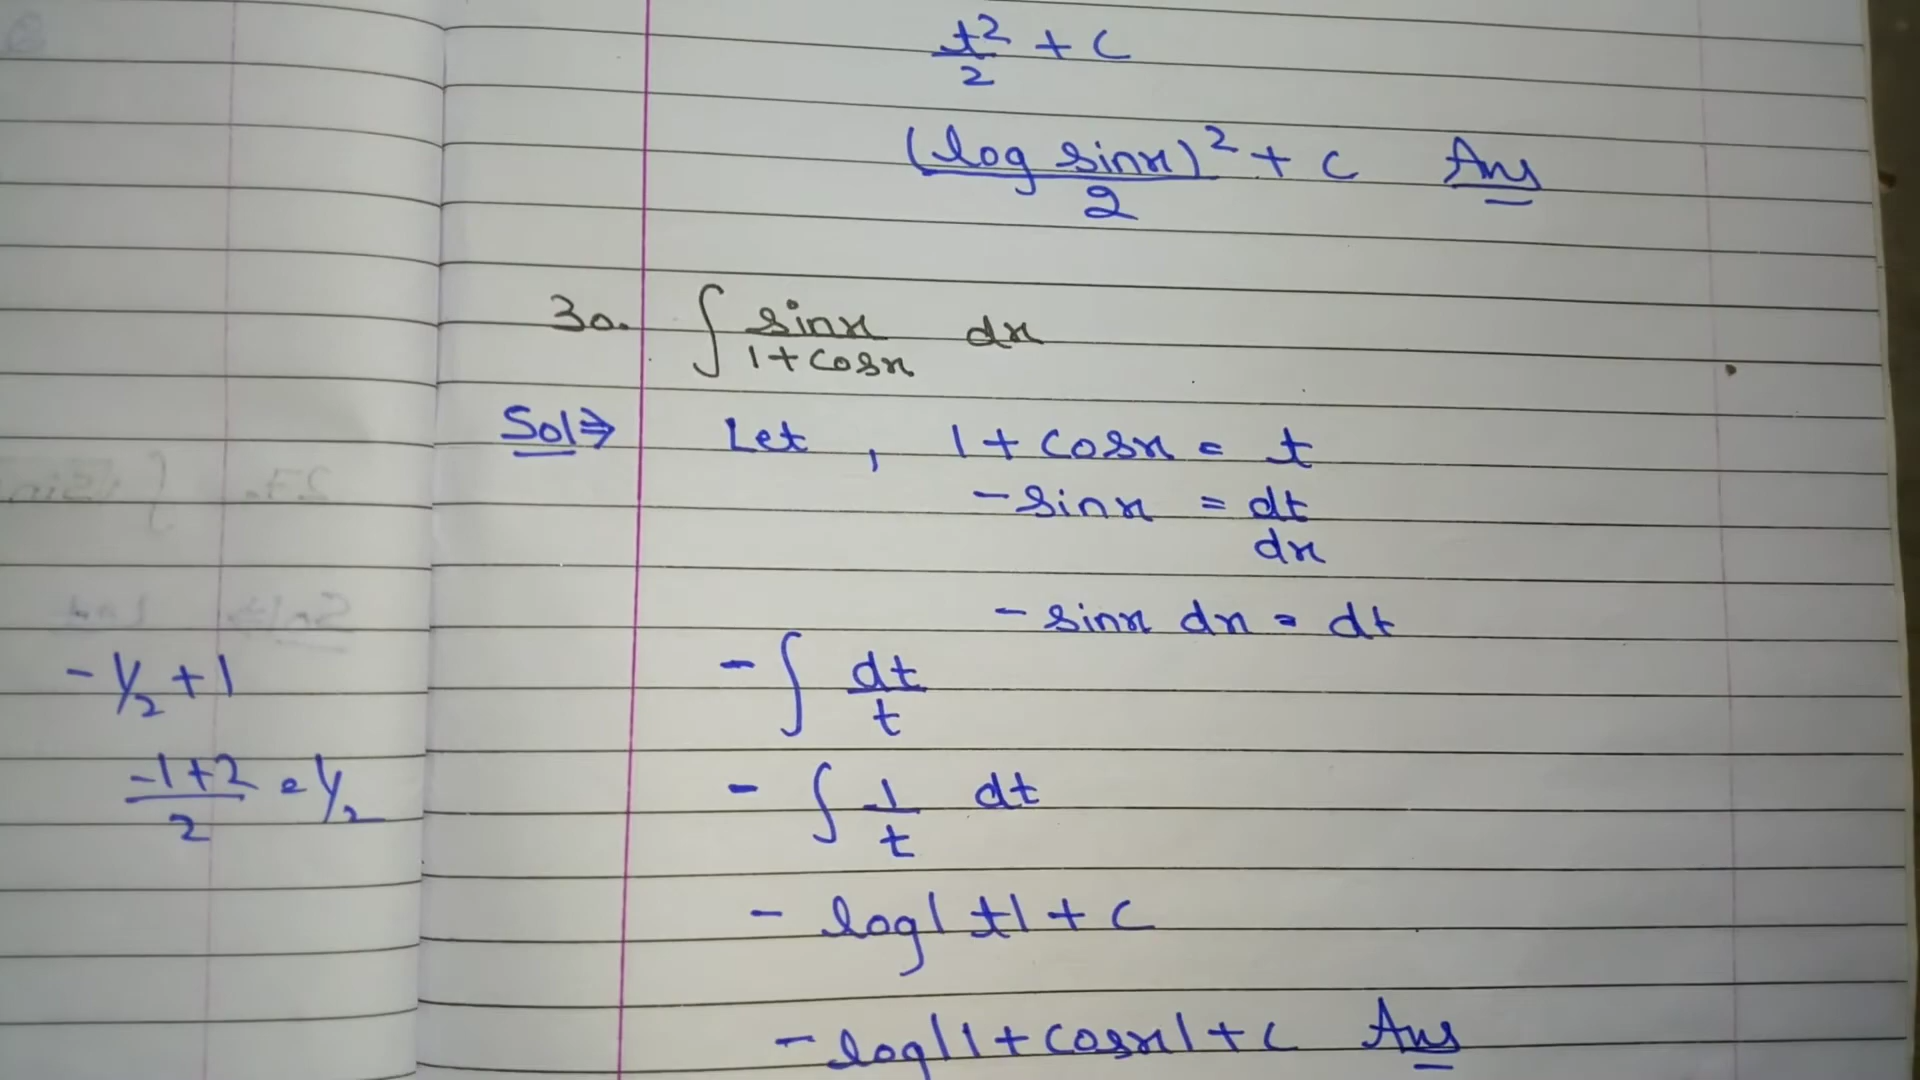 t²/2 + c
(log sinx)²/2 + c Ans
30. ∫ sinx/1+cosx dx
Sol⇒ Let , 1 + cosx = t
-sinx = dt/dx
-sinx dx = dt
-∫ dt/t
- ∫ 1/t dt
- log|t| + c
- log|1 + cosx| + c Ans
-1/2 + 1
-1+2/2 = 1/2
27.